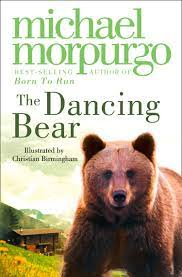 michael
morpurgo
BEST-SELLING AUTHOR OF
Born To Run
The Dancing
Bear
Illustrated by
Christian Birmingham